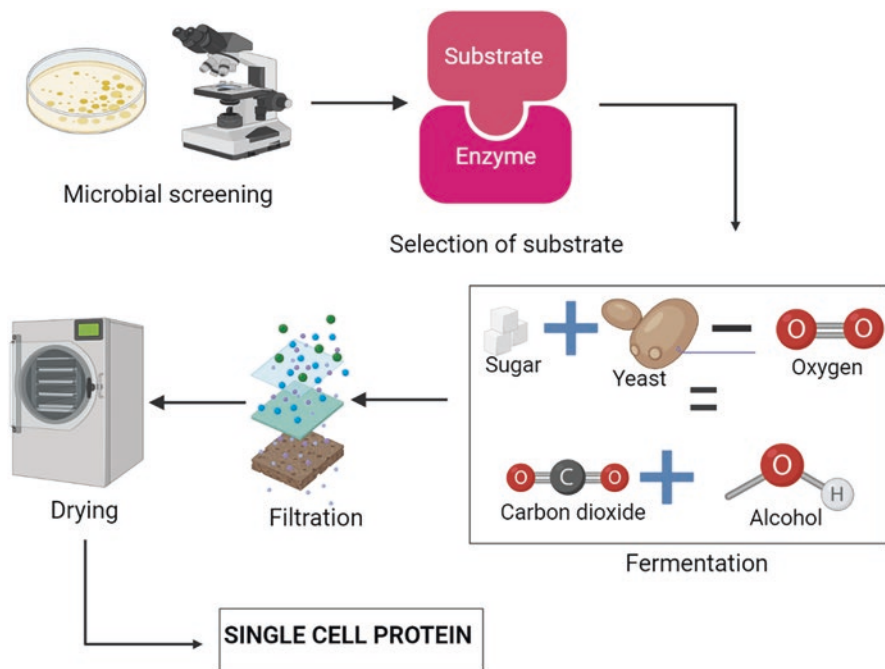 Microbial screening
Substrate
Enzyme
Selection of substrate
Sugar
Yeast
O
O
Oxygen
O
C
O
Carbon dioxide
O
H
Alcohol
Fermentation
Filtration
Drying
SINGLE CELL PROTEIN